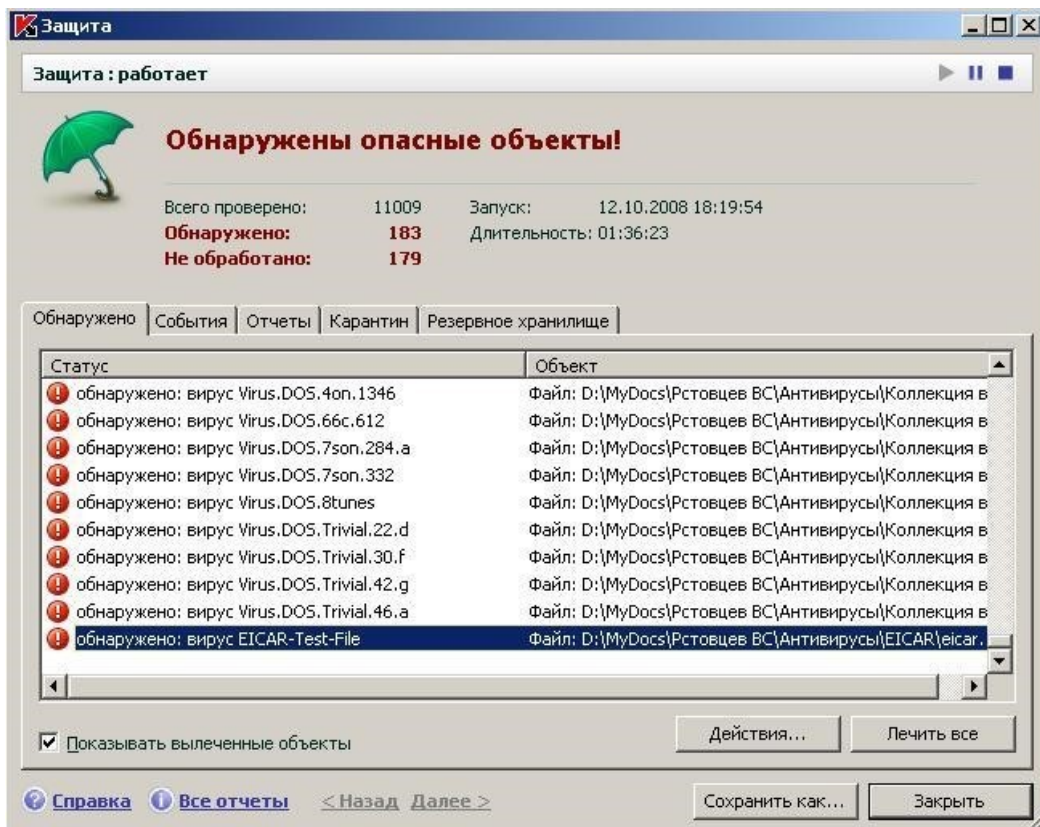 Защита
Защита : работает
Обнаружены опасные объекты!
Всего проверено: 11009 Запуск: 12.10.2008 18:19:54
Обнаружено: 183 Длительность: 01:36:23
Не обработано: 179
Обнаружено События Отчеты Карантин Резервное хранилище
Статус Объект
обнаружено: вирус Virus.DOS.4on.1346 Файл: D:\MyDocs\Рстовцев ВС\Антивирусы\Коллекция в
обнаружено: вирус Virus.DOS.66c.612 Файл: D:\MyDocs\Рстовцев ВС\Антивирусы\Коллекция в
обнаружено: вирус Virus.DOS.7son.284.a Файл: D:\MyDocs\Рстовцев ВС\Антивирусы\Коллекция в
обнаружено: вирус Virus.DOS.7son.332 Файл: D:\MyDocs\Рстовцев ВС\Антивирусы\Коллекция в
обнаружено: вирус Virus.DOS.8tunes Файл: D:\MyDocs\Рстовцев ВС\Антивирусы\Коллекция в
обнаружено: вирус Virus.DOS.Trivial.22.d Файл: D:\MyDocs\Рстовцев ВС\Антивирусы\Коллекция в
обнаружено: вирус Virus.DOS.Trivial.30.f Файл: D:\MyDocs\Рстовцев ВС\Антивирусы\Коллекция в
обнаружено: вирус Virus.DOS.Trivial.42.g Файл: D:\MyDocs\Рстовцев ВС\Антивирусы\Коллекция в
обнаружено: вирус Virus.DOS.Trivial.46.a Файл: D:\MyDocs\Рстовцев ВС\Антивирусы\Коллекция в
обнаружено: вирус EICAR-Test-File Файл: D:\MyDocs\Рстовцев ВС\Антивирусы\EICAR\eicar.
Показывать вылеченные объекты Действия... Лечить все
Справка Все отчеты < Назад Далее > Сохранить как... Закрыть